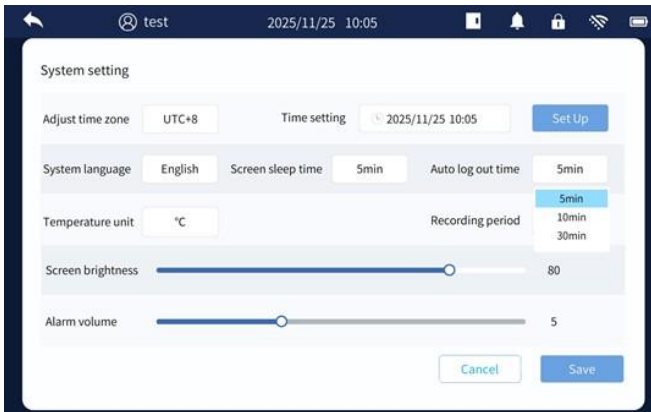 test 2025/11/25 10:05
System setting
Adjust time zone UTC+8 Time setting 2025/11/25 10:05 Set Up
System language English Screen sleep time 5min Auto log out time 5min
5min
10min
Temperature unit °C Recording period
30min
Screen brightness 80
Alarm volume 5
Cancel Save